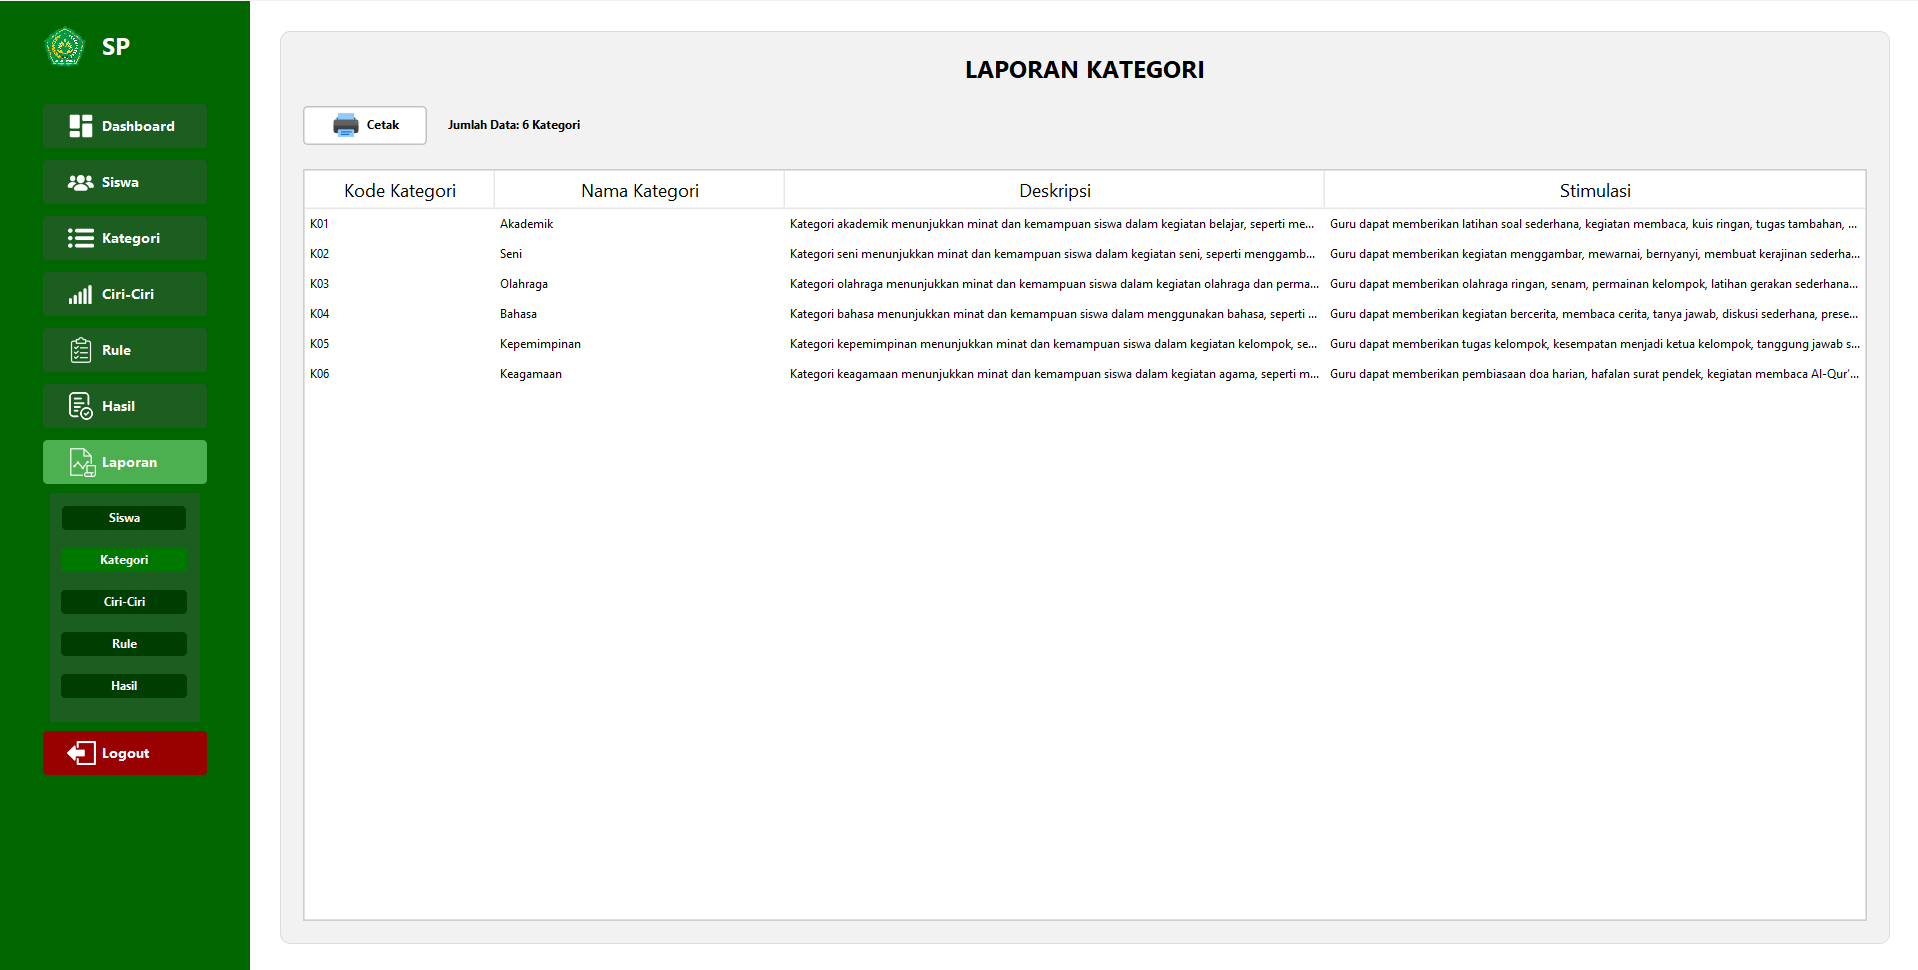 SP
Dashboard
Siswa
Kategori
Ciri-Ciri
Rule
Hasil
Laporan
Siswa
Kategori
Ciri-Ciri
Rule
Hasil
Logout
LAPORAN KATEGORI
Cetak
Jumlah Data: 6 Kategori
Kode Kategori Nama Kategori Deskripsi Stimulasi
K01 Akademik Kategori akademik menunjukkan minat dan kemampuan siswa dalam kegiatan belajar, seperti me... Guru dapat memberikan latihan soal sederhana, kegiatan membaca, kuis ringan, tugas tambahan, ...
K02 Seni Kategori seni menunjukkan minat dan kemampuan siswa dalam kegiatan seni, seperti menggamb... Guru dapat memberikan kegiatan menggambar, mewarnai, bernyanyi, membuat kerajinan sederha...
K03 Olahraga Kategori olahraga menunjukkan minat dan kemampuan siswa dalam kegiatan olahraga dan perma... Guru dapat memberikan olahraga ringan, senam, permainan kelompok, latihan gerakan sederhana...
K04 Bahasa Kategori bahasa menunjukkan minat dan kemampuan siswa dalam menggunakan bahasa, seperti ... Guru dapat memberikan kegiatan bercerita, membaca cerita, tanya jawab, diskusi sederhana, prese...
K05 Kepemimpinan Kategori kepemimpinan menunjukkan minat dan kemampuan siswa dalam kegiatan kelompok, se... Guru dapat memberikan tugas kelompok, kesempatan menjadi ketua kelompok, tanggung jawab s...
K06 Keagamaan Kategori keagamaan menunjukkan minat dan kemampuan siswa dalam kegiatan agama, seperti m... Guru dapat memberikan pembiasaan doa harian, hafalan surat pendek, kegiatan membaca Al-Qur'...